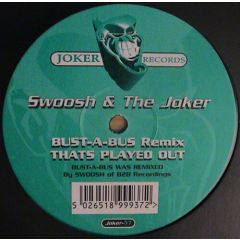 JOKER RECORDS
Swoosh & The Joker
BUST-A-BUS Remix
THATS PLAYED OUT
BUST-A-BUS WAS REMIXED
By SWOOSH of B2B Recordings
5 026518 999372 >
Joker-37